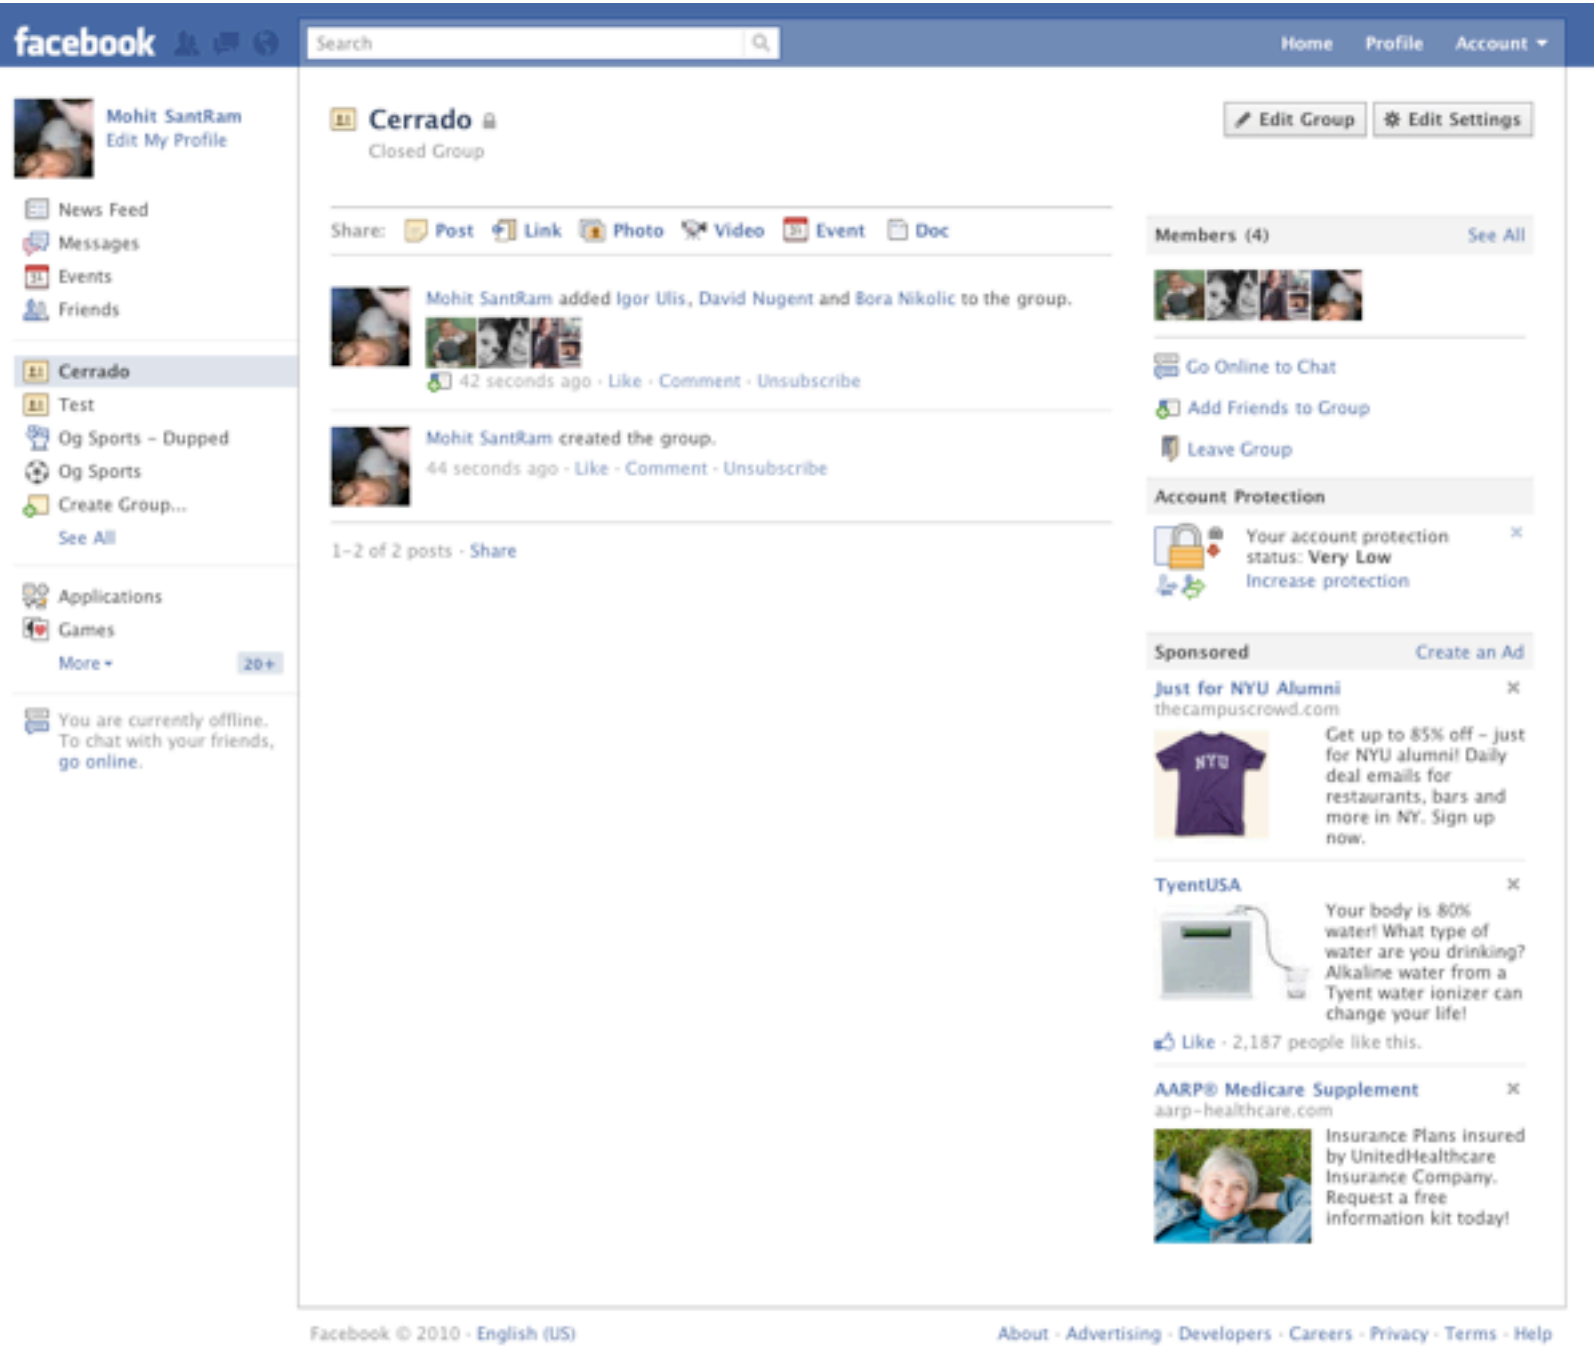 facebook
Search
Home Profile Account
Mohit SantRam
Edit My Profile
News Feed
Messages
Events
Friends
Cerrado
Test
Og Sports – Dupped
Og Sports
Create Group...
See All
Applications
Games
More 20+
You are currently offline.
To chat with your friends,
go online.
Cerrado
Closed Group
Edit Group Edit Settings
Share: Post Link Photo Video Event Doc
Mohit SantRam added Igor Ulis, David Nugent and Bora Nikolic to the group.
42 seconds ago · Like · Comment · Unsubscribe
Mohit SantRam created the group.
44 seconds ago · Like · Comment · Unsubscribe
1–2 of 2 posts · Share
Members (4) See All
Go Online to Chat
Add Friends to Group
Leave Group
Account Protection
Your account protection
status: Very Low
Increase protection
Sponsored Create an Ad
Just for NYU Alumni
thecampuscrowd.com
NYU
Get up to 85% off – just
for NYU alumni! Daily
deal emails for
restaurants, bars and
more in NY. Sign up
now.
TyentUSA
Your body is 80%
water! What type of
water are you drinking?
Alkaline water from a
Tyent water ionizer can
change your life!
Like · 2,187 people like this.
AARP® Medicare Supplement
aarp-healthcare.com
Insurance Plans insured
by UnitedHealthcare
Insurance Company.
Request a free
information kit today!
Facebook © 2010 · English (US)
About · Advertising · Developers · Careers · Privacy · Terms · Help